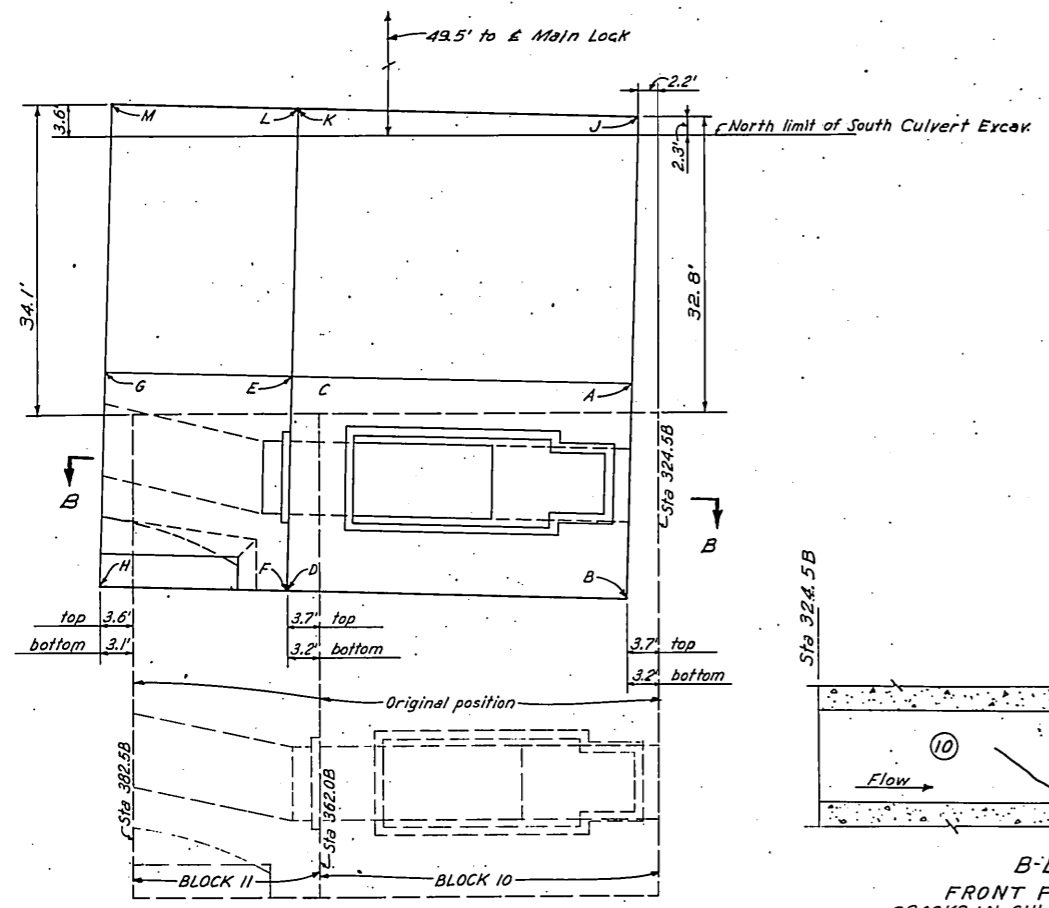 49.5' to ₵ Main Lock
2.2'
M
L
K
J
3.6'
North limit of South Culvert Excav.
2.3'
34.1'
32.8'
G
E
C
A
Sta 324.5B
B
B
H
F
D
B
top 3.6'
bottom 3.1'
3.7' top
3.2' bottom
3.7' top
3.2' bottom
Original position
Sta 382.5B
Sta 362.0B
BLOCK 11
BLOCK 10
Sta 324.5B
10
Flow
FRONT